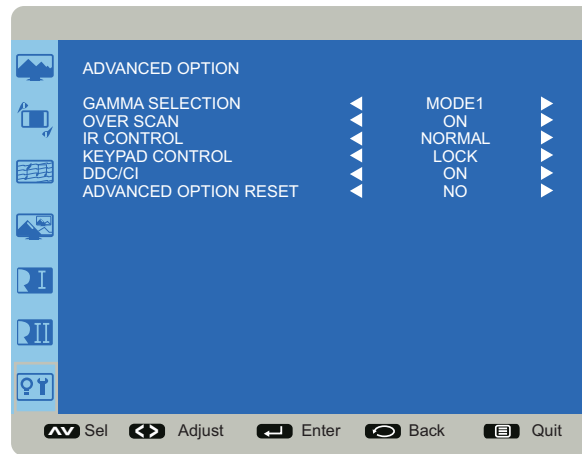 ADVANCED OPTION
GAMMA SELECTION MODE1
OVER SCAN ON
IR CONTROL NORMAL
KEYPAD CONTROL LOCK
DDC/CI ON
ADVANCED OPTION RESET NO
I
II
Sel Adjust Enter Back Quit